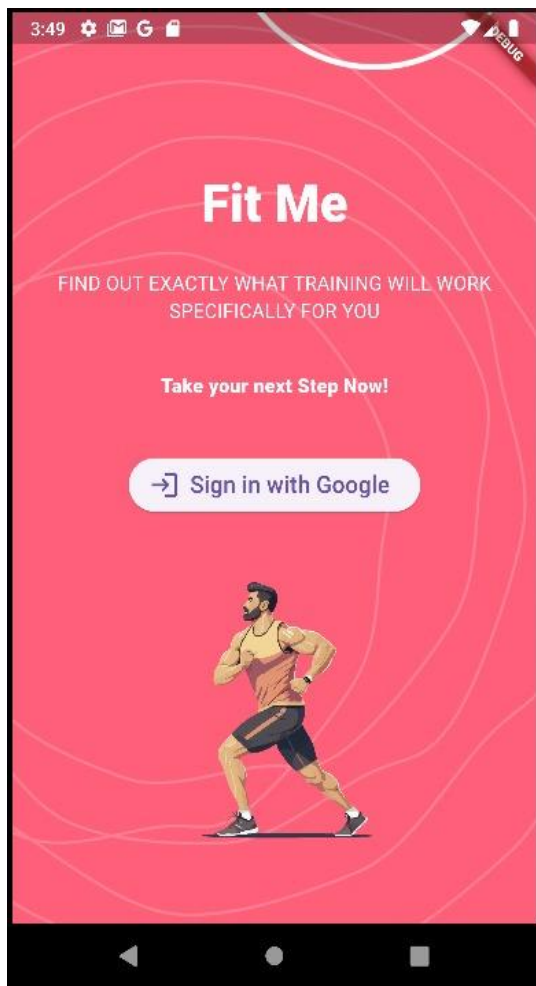 3:49
DEBUG
Fit Me
FIND OUT EXACTLY WHAT TRAINING WILL WORK
SPECIFICALLY FOR YOU
Take your next Step Now!
Sign in with Google